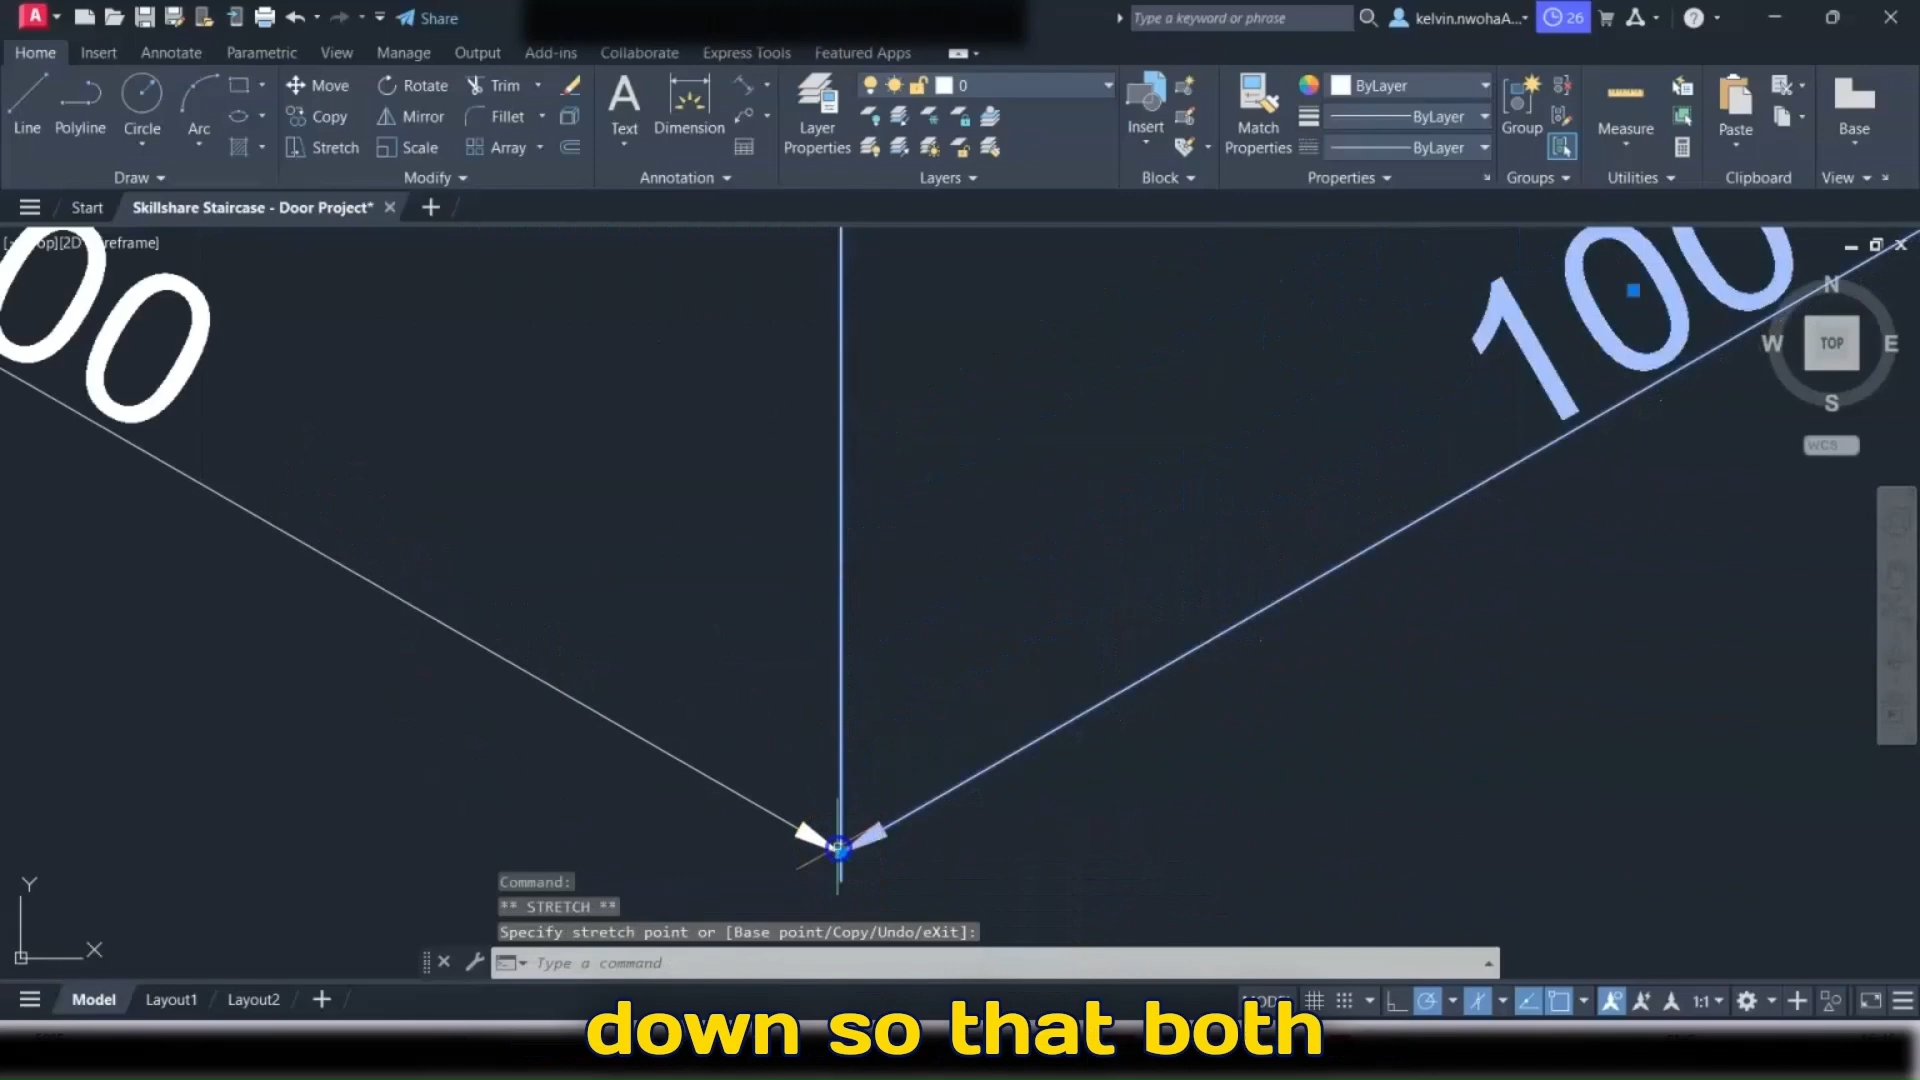 A Share Type a keyword or phrase kelvin.nwohaA... 26
Home Insert Annotate Parametric View Manage Output Add-ins Collaborate Express Tools Featured Apps
Move Rotate Trim 0 ByLayer
Line Polyline Circle Arc Copy Mirror Fillet Text Dimension Layer Properties Insert Match Properties ByLayer Group Measure Paste Base
Stretch Scale Array ByLayer
Draw Modify Annotation Layers Block Properties Groups Utilities Clipboard View
Start Skillshare Staircase - Door Project*
00
100
N
W TOP E
S
WCS
Command:
** STRETCH **
Specify stretch point or [Base point/Copy/Undo/eXit]:
Type a command
Y
X
Model Layout1 Layout2 1:1
down so that both